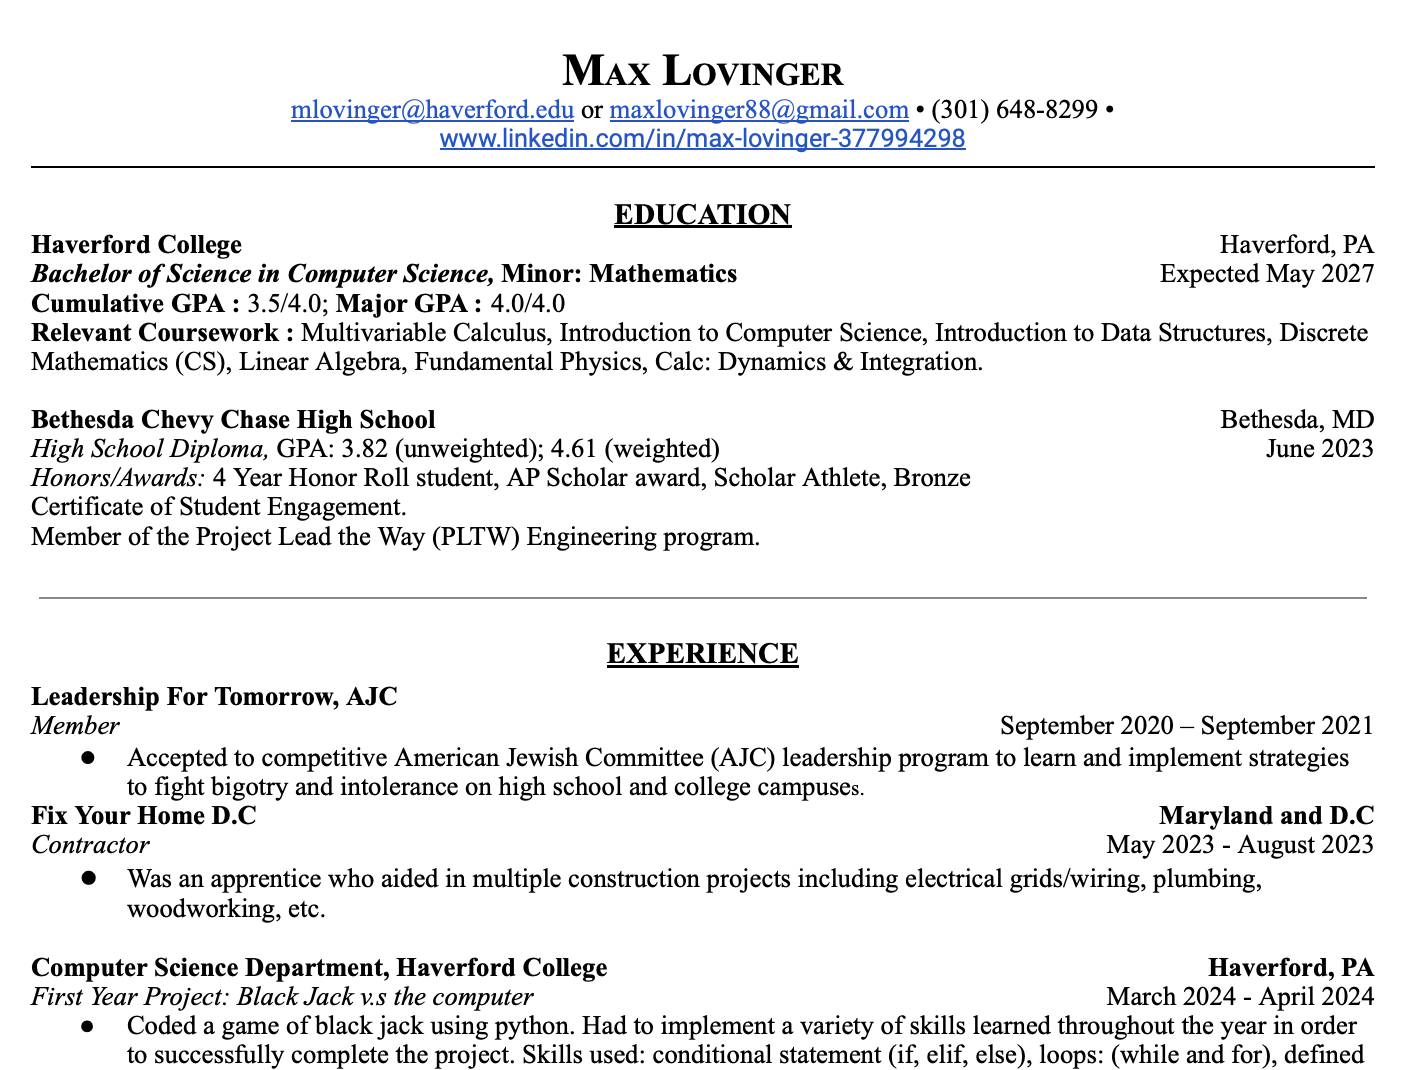 MAX LOVINGER
mlovinger@haverford.edu or maxlovinger88@gmail.com • (301) 648-8299 •
www.linkedin.com/in/max-lovinger-377994298
EDUCATION
Haverford College Haverford, PA
Bachelor of Science in Computer Science, Minor: Mathematics Expected May 2027
Cumulative GPA : 3.5/4.0; Major GPA : 4.0/4.0
Relevant Coursework : Multivariable Calculus, Introduction to Computer Science, Introduction to Data Structures, Discrete
Mathematics (CS), Linear Algebra, Fundamental Physics, Calc: Dynamics & Integration.
Bethesda Chevy Chase High School Bethesda, MD
High School Diploma, GPA: 3.82 (unweighted); 4.61 (weighted) June 2023
Honors/Awards: 4 Year Honor Roll student, AP Scholar award, Scholar Athlete, Bronze
Certificate of Student Engagement.
Member of the Project Lead the Way (PLTW) Engineering program.
EXPERIENCE
Leadership For Tomorrow, AJC
Member September 2020 – September 2021
● Accepted to competitive American Jewish Committee (AJC) leadership program to learn and implement strategies
to fight bigotry and intolerance on high school and college campuses.
Fix Your Home D.C Maryland and D.C
Contractor May 2023 - August 2023
● Was an apprentice who aided in multiple construction projects including electrical grids/wiring, plumbing,
woodworking, etc.
Computer Science Department, Haverford College Haverford, PA
First Year Project: Black Jack v.s the computer March 2024 - April 2024
● Coded a game of black jack using python. Had to implement a variety of skills learned throughout the year in order
to successfully complete the project. Skills used: conditional statement (if, elif, else), loops: (while and for), defined